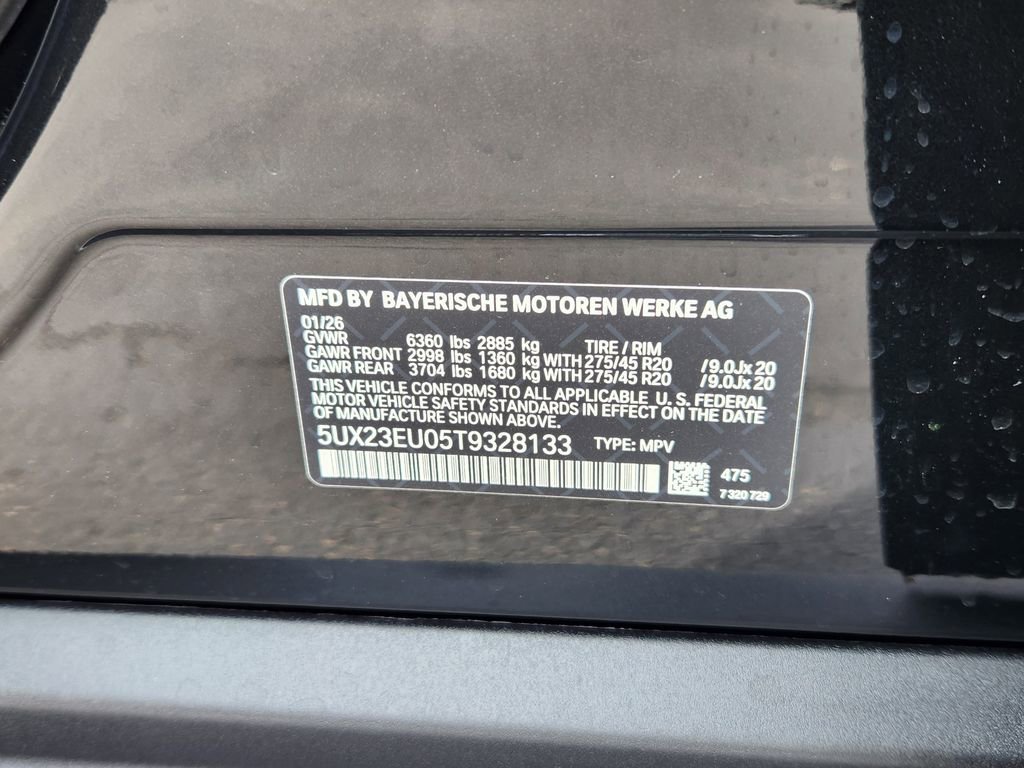 MFD BY BAYERISCHE MOTOREN WERKE AG
01/26
GVWR 6360 lbs 2885 kg TIRE / RIM
GAWR FRONT 2998 lbs 1360 kg WITH 275/45 R20 /9.0Jx20
GAWR REAR 3704 lbs 1680 kg WITH 275/45 R20 /9.0Jx20
THIS VEHICLE CONFORMS TO ALL APPLICABLE U. S. FEDERAL
MOTOR VEHICLE SAFETY STANDARDS IN EFFECT ON THE DATE
OF MANUFACTURE SHOWN ABOVE.
5UX23EU05T9328133 TYPE: MPV
475
7 320 729